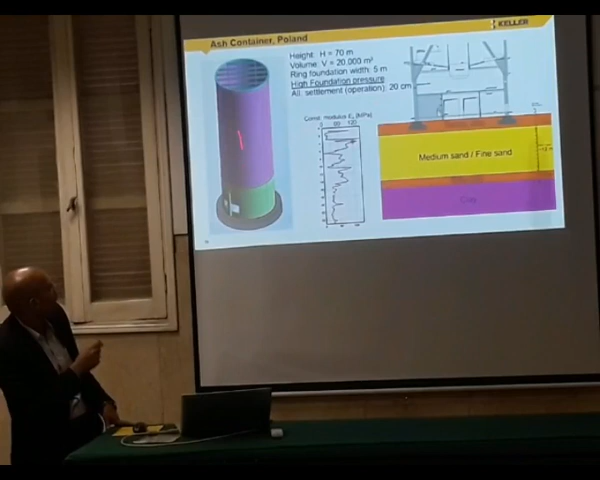 Ash Container, Poland
KELLER
Height: H = 70 m
Volume: V = 20.000 m³
Ring foundation width: 5 m
High Foundation pressure
All. settlement (operation): 20 cm
Medium sand / Fine sand
Clay